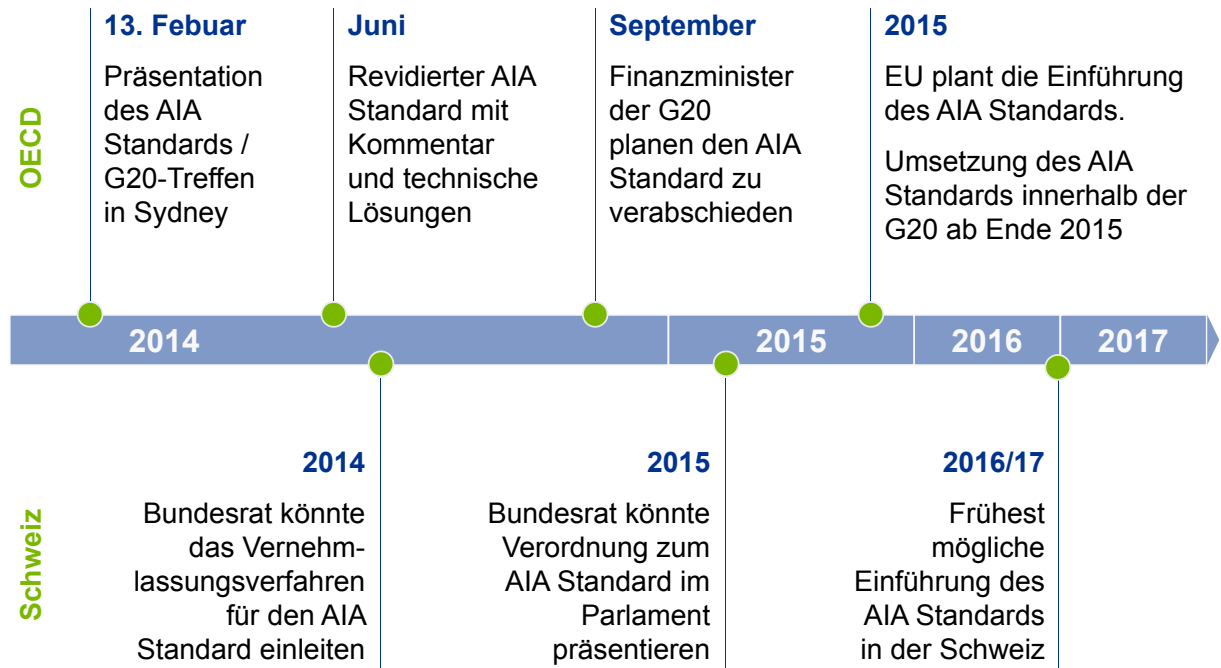 OECD
13. Febuar
Präsentation
des AIA
Standards /
G20-Treffen
in Sydney
Juni
Revidierter AIA
Standard mit
Kommentar
und technische
Lösungen
September
Finanzminister
der G20
planen den AIA
Standard zu
verabschieden
2015
EU plant die Einführung
des AIA Standards.
Umsetzung des AIA
Standards innerhalb der
G20 ab Ende 2015
2014
2015
2016
2017
Schweiz
2014
Bundesrat könnte
das Vernehm-
lassungsverfahren
für den AIA
Standard einleiten
2015
Bundesrat könnte
Verordnung zum
AIA Standard im
Parlament
präsentieren
2016/17
Frühest
mögliche
Einführung des
AIA Standards
in der Schweiz